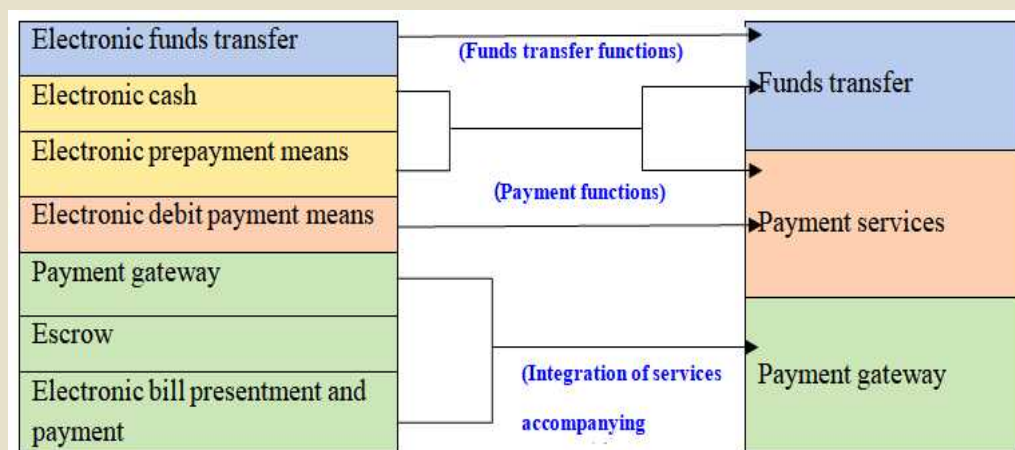 Electronic funds transfer
Electronic cash
Electronic prepayment means
Electronic debit payment means
Payment gateway
Escrow
Electronic bill presentment and
payment
(Funds transfer functions)
(Payment functions)
(Integration of services
accompanying
Funds transfer
Payment services
Payment gateway